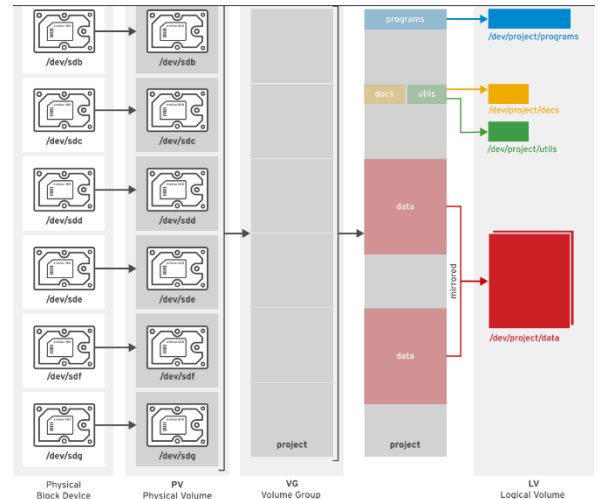 /dev/sdb
/dev/sdb
/dev/sdc
/dev/sdc
/dev/sdd
/dev/sdd
/dev/sde
/dev/sde
/dev/sdf
/dev/sdf
/dev/sdg
/dev/sdg
Physical
Block Device
PV
Physical Volume
project
VG
Volume Group
programs
docs
utils
data
data
mirrored
project
/dev/project/programs
/dev/project/docs
/dev/project/utils
/dev/project/data
LV
Logical Volume